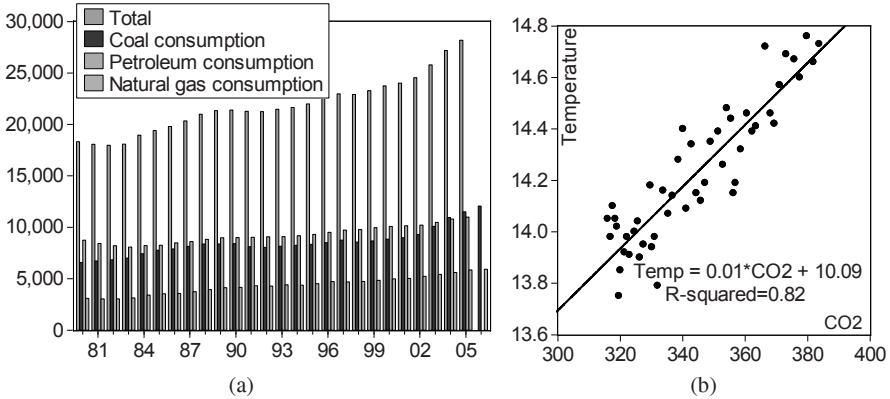 30,000
25,000
20,000
15,000
10,000
5,000
0
Total
Coal consumption
Petroleum consumption
Natural gas consumption
81 84 87 90 93 96 99 02 05
(a)
14.8
14.6
14.4
14.2
14.0
13.8
13.6
Temperature
Temp = 0.01*CO2 + 10.09
R-squared=0.82
CO2
300 320 340 360 380 400
(b)